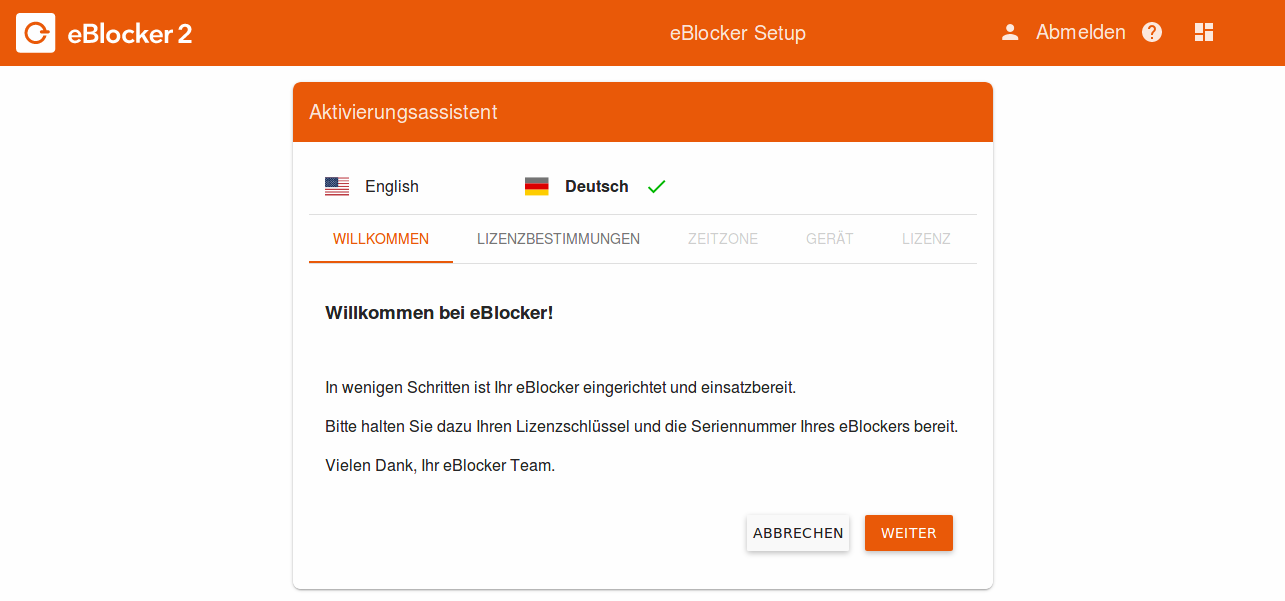 eBlocker 2 eBlocker Setup Abmelden
Aktivierungsassistent
English Deutsch
WILLKOMMEN LIZENZBESTIMMUNGEN ZEITZONE GERÄT LIZENZ
Willkommen bei eBlocker!
In wenigen Schritten ist Ihr eBlocker eingerichtet und einsatzbereit.
Bitte halten Sie dazu Ihren Lizenzschlüssel und die Seriennummer Ihres eBlockers bereit.
Vielen Dank, Ihr eBlocker Team.
ABBRECHEN WEITER